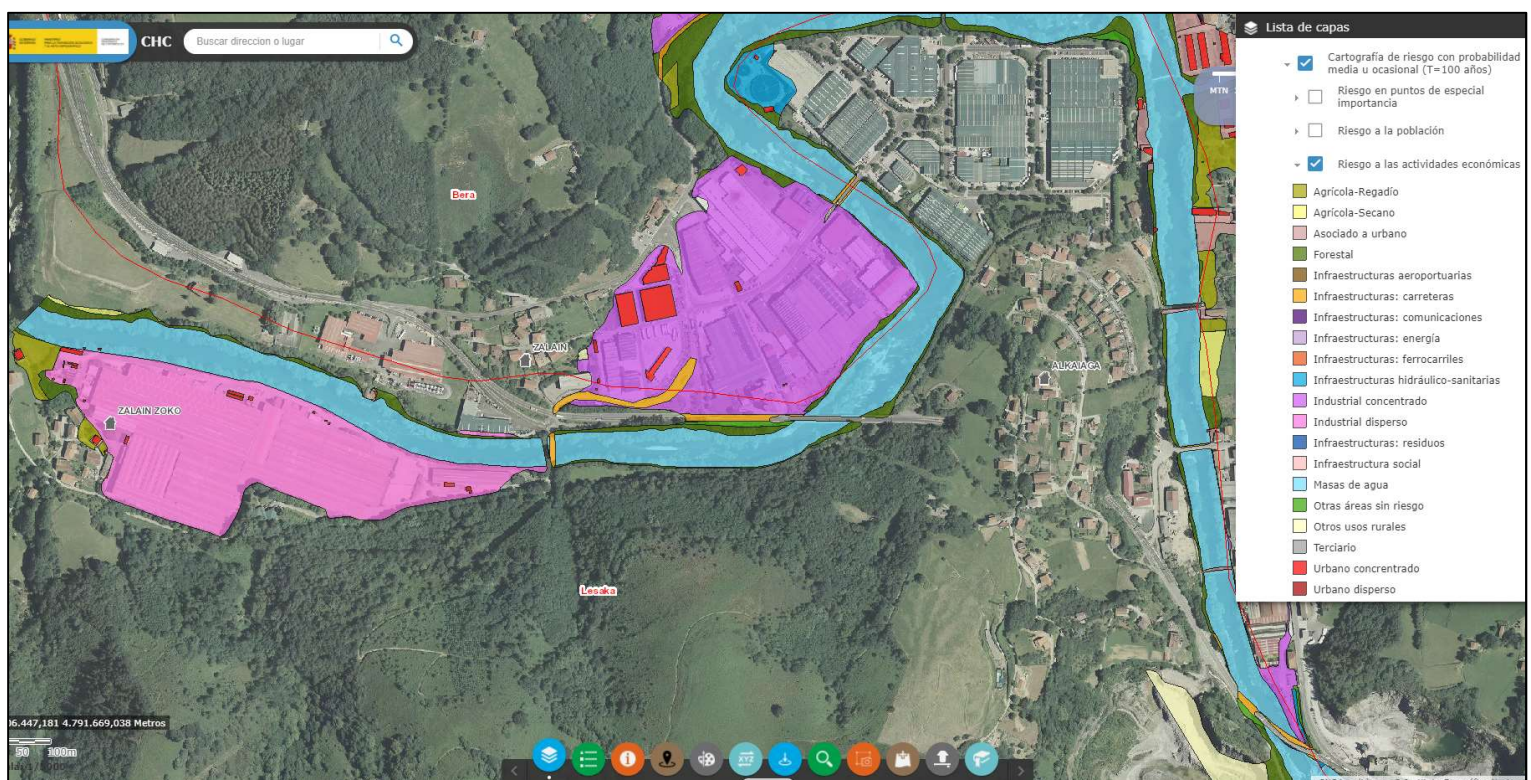 CHC
Buscar direccion o lugar
Lista de capas
Cartografía de riesgo con probabilidad
media u ocasional (T=100 años)
Riesgo en puntos de especial
importancia
Riesgo a la población
Riesgo a las actividades económicas
Agrícola-Regadío
Agrícola-Secano
Asociado a urbano
Forestal
Infraestructuras aeroportuarias
Infraestructuras: carreteras
Infraestructuras: comunicaciones
Infraestructuras: energía
Infraestructuras: ferrocarriles
Infraestructuras hidráulico-sanitarias
Industrial concentrado
Industrial disperso
Infraestructuras: residuos
Infraestructura social
Masas de agua
Otras áreas sin riesgo
Otros usos rurales
Terciario
Urbano concrentrado
Urbano disperso
MTN
Bera
ZALAIN
ALKAIAGA
ZALAIN ZOKO
Lesaka
6.447,181 4.791.669,038 Metros
50 100m
XYZ